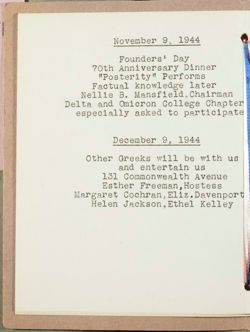 November 9, 1944
Founders' Day
70th Anniversary Dinner
"Posterity" Performs
Factual knowledge later
Nellie B. Mansfield, Chairman
Delta and Omicron College Chapter
especially asked to participate
December 9, 1944
Other Greeks will be with us
and entertain us
131 Commonwealth Avenue
Esther Freeman, Hostess
Margaret Cochran, Eliz. Davenport
Helen Jackson, Ethel Kelley